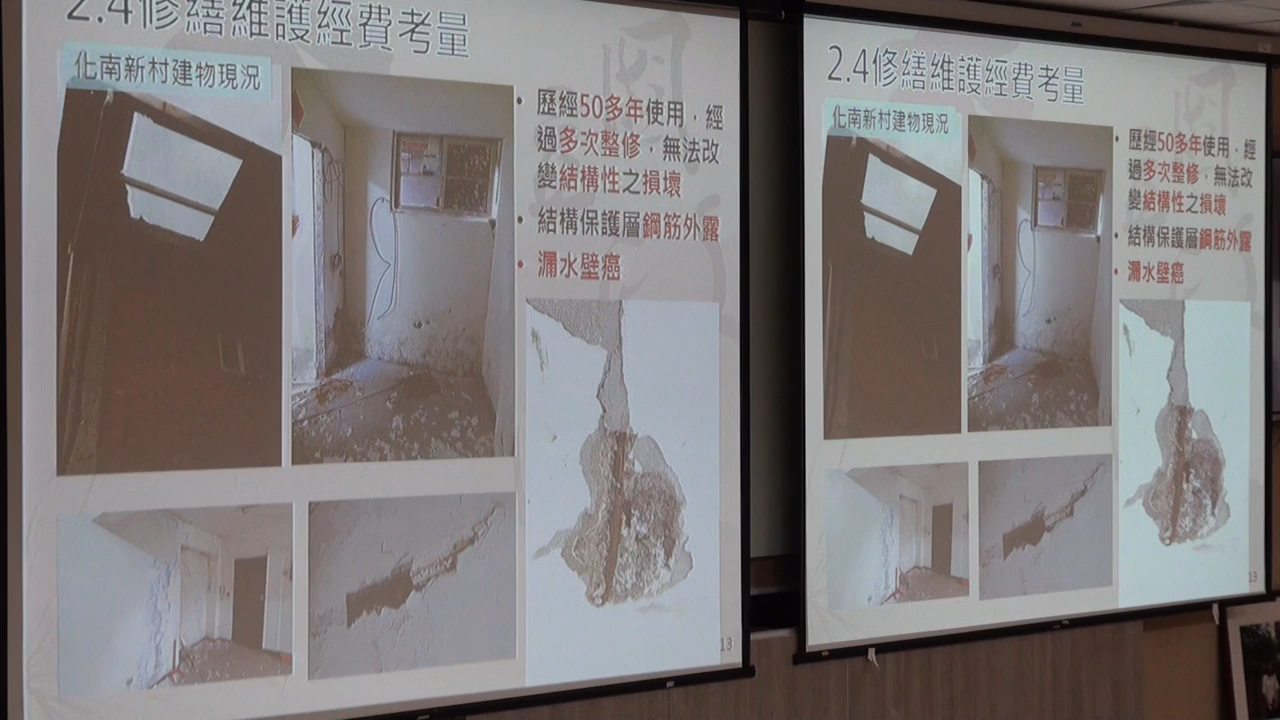 2.4修繕維護經費考量
化南新村建物現況
• 歷經50多年使用，經
過多次整修，無法改
變結構性之損壞
• 結構保護層鋼筋外露
• 漏水壁癌
13
2.4修繕維護經費考量
化南新村建物現況
• 歷經50多年使用，經
過多次整修，無法改
變結構性之損壞
• 結構保護層鋼筋外露
• 漏水壁癌
13